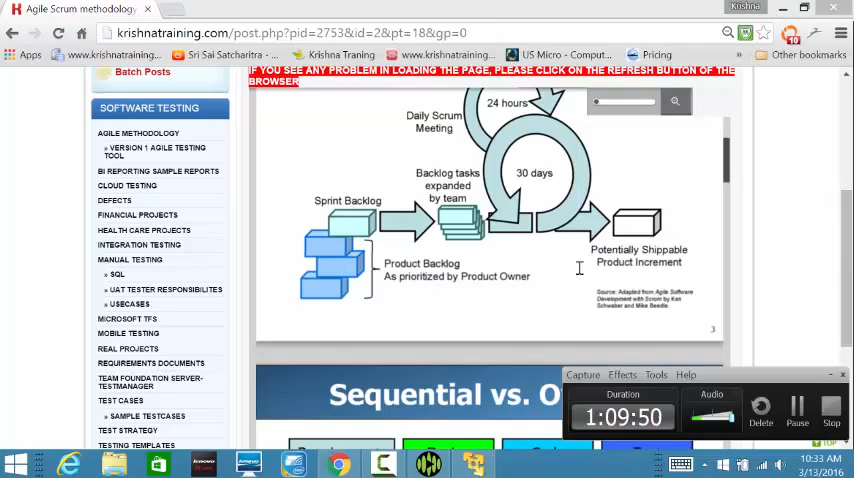 Agile Scrum methodology
Krishna
krishnatraining.com/post.php?pid=2753&id=2&pt=18&gp=0
Apps
www.krishnatraining...
Sri Sai Satcharitra -
Krishna Traning
www.krishnatraining...
US Micro - Comput...
Pricing
»
Other bookmarks
Batch Posts
IF YOU SEE ANY PROBLEM IN LOADING THE PAGE, PLEASE CLICK ON THE REFRESH BUTTON OF THE
BROWSER
SOFTWARE TESTING
AGILE METHODOLOGY
» VERSION 1 AGILE TESTING
TOOL
BI REPORTING SAMPLE REPORTS
CLOUD TESTING
DEFECTS
FINANCIAL PROJECTS
HEALTH CARE PROJECTS
INTEGRATION TESTING
MANUAL TESTING
» SQL
» UAT TESTER RESPONSIBILITES
» USECASES
MICROSOFT TFS
MOBILE TESTING
REAL PROJECTS
REQUIREMENTS DOCUMENTS
TEAM FOUNDATION SERVER-
TESTMANAGER
TEST CASES
» SAMPLE TESTCASES
TEST STRATEGY
TESTING TEMPLATES
24 hours
Daily Scrum
Meeting
Backlog tasks
expanded
by team
30 days
Sprint Backlog
Potentially Shippable
Product Increment
Product Backlog
As prioritized by Product Owner
Source: Adapted from Agile Software
Development with Scrum by Ken
Schwaber and Mike Beedle.
3
Sequential vs. O
Capture Effects Tools Help
Duration
1:09:50
Audio
Delete
Pause
Stop
TOP
10:33 AM
3/13/2016